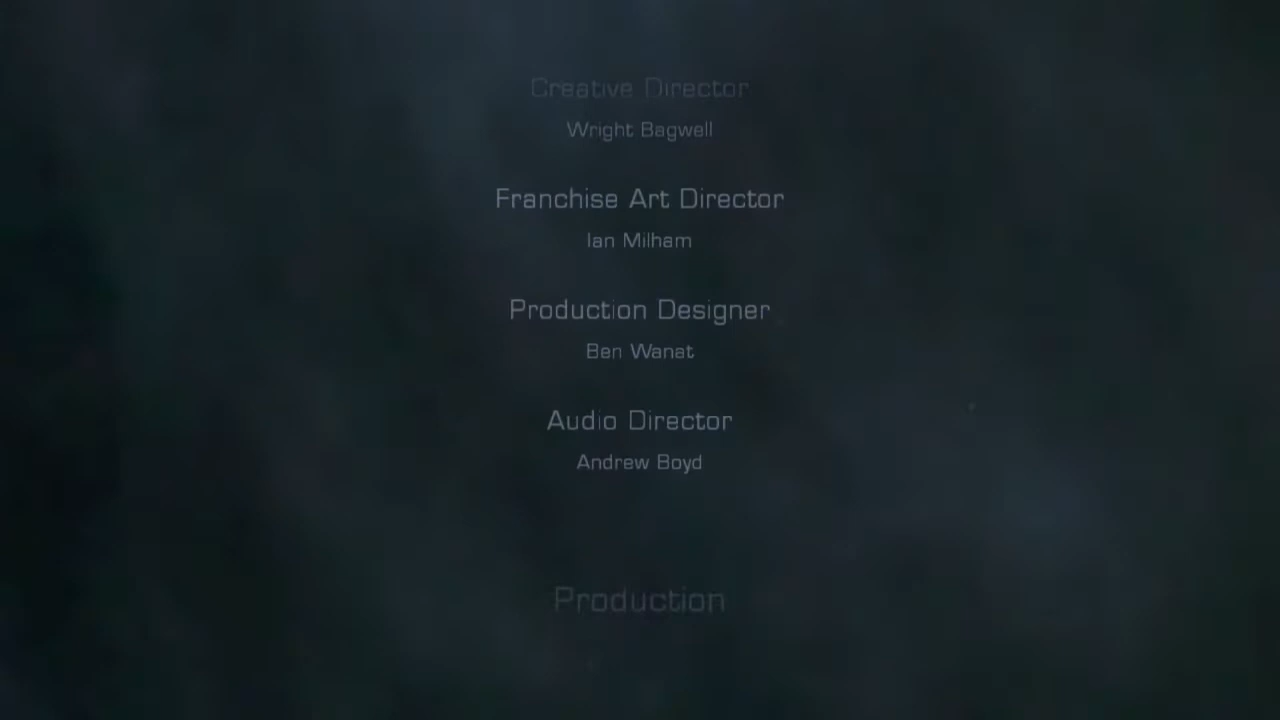 Creative Director
Wright Bagwell
Franchise Art Director
Ian Milham
Production Designer
Ben Wanat
Audio Director
Andrew Boyd
Production